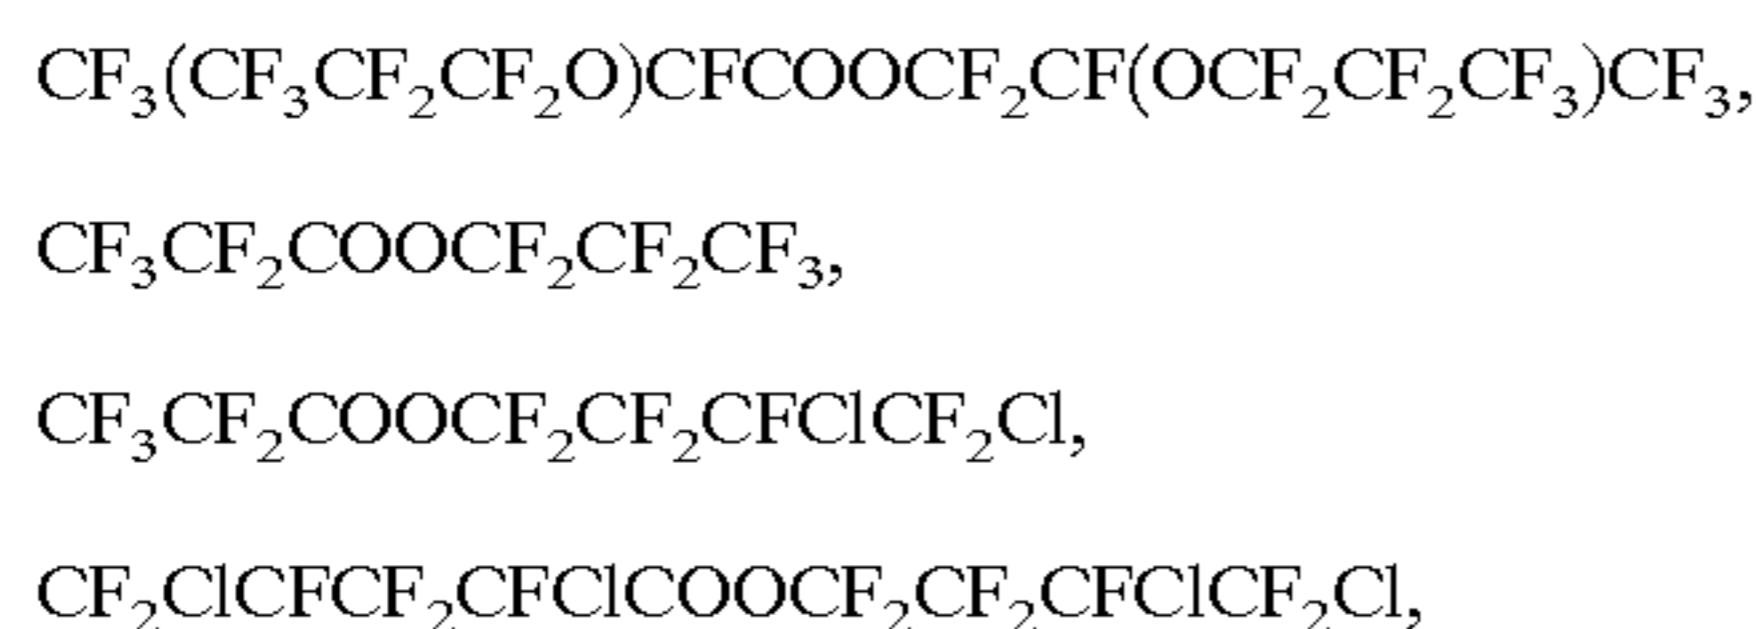 CF₃(CF₃CF₂CF₂O)CFCOOCF₂CF(OCF₂CF₂CF₃)CF₃,
CF₃CF₂COOCF₂CF₂CF₃,
CF₃CF₂COOCF₂CF₂CFClCF₂Cl,
CF₂ClCFCF₂CFClCOOCF₂CF₂CFClCF₂Cl,